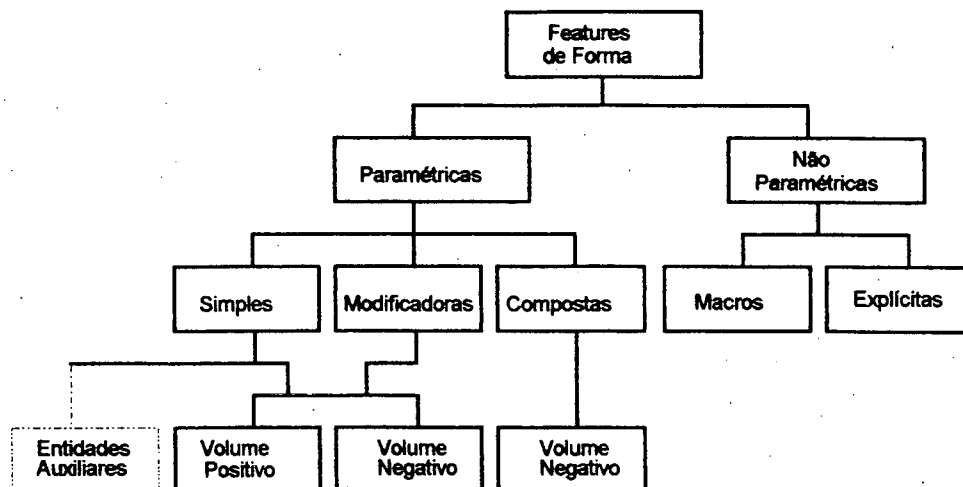 Features
de Forma
Paramétricas
Não
Paramétricas
Simples
Modificadoras
Compostas
Macros
Explícitas
Entidades
Auxiliares
Volume
Positivo
Volume
Negativo
Volume
Negativo